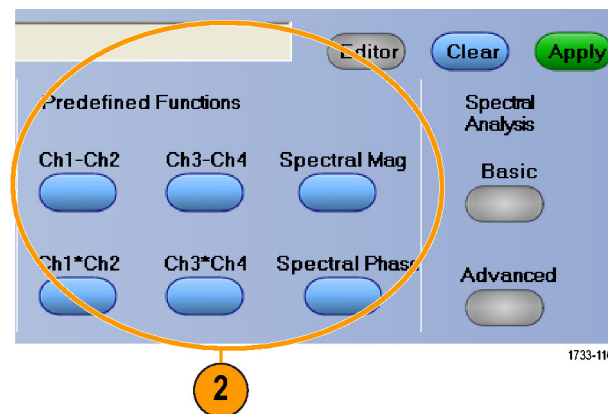 Editor Clear Apply
Predefined Functions
Spectral
Analysis
Ch1-Ch2 Ch3-Ch4 Spectral Mag
Basic
Ch1*Ch2 Ch3*Ch4 Spectral Phase
Advanced
2